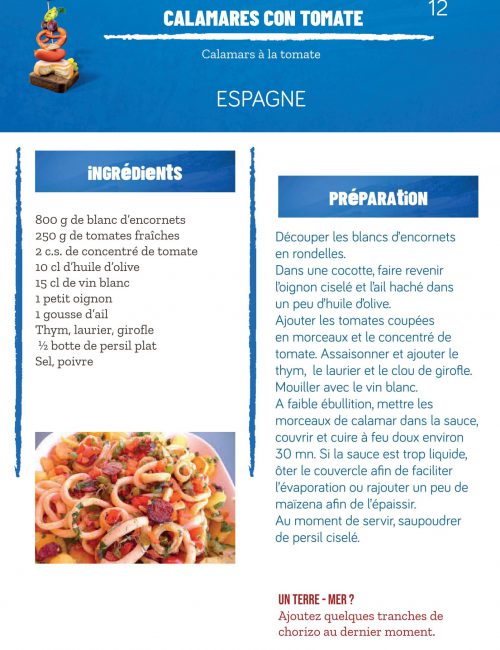 CALAMARES CON TOMATE
12
Calamars à la tomate
ESPAGNE
INGRÉDIENTS
800 g de blanc d'encornets
250 g de tomates fraîches
2 c.s. de concentré de tomate
10 cl d'huile d'olive
15 cl de vin blanc
1 petit oignon
1 gousse d'ail
Thym, laurier, girofle
½ botte de persil plat
Sel, poivre
PRÉPARATION
Découper les blancs d'encornets
en rondelles.
Dans une cocotte, faire revenir
l'oignon ciselé et l'ail haché dans
un peu d'huile d'olive.
Ajouter les tomates coupées
en morceaux et le concentré de
tomate. Assaisonner et ajouter le
thym, le laurier et le clou de girofle.
Mouiller avec le vin blanc.
A faible ébullition, mettre les
morceaux de calamar dans la sauce,
couvrir et cuire à feu doux environ
30 mn. Si la sauce est trop liquide,
ôter le couvercle afin de faciliter
l'évaporation ou rajouter un peu de
maïzena afin de l'épaissir.
Au moment de servir, saupoudrer
de persil ciselé.
UN TERRE - MER ?
Ajoutez quelques tranches de
chorizo au dernier moment.